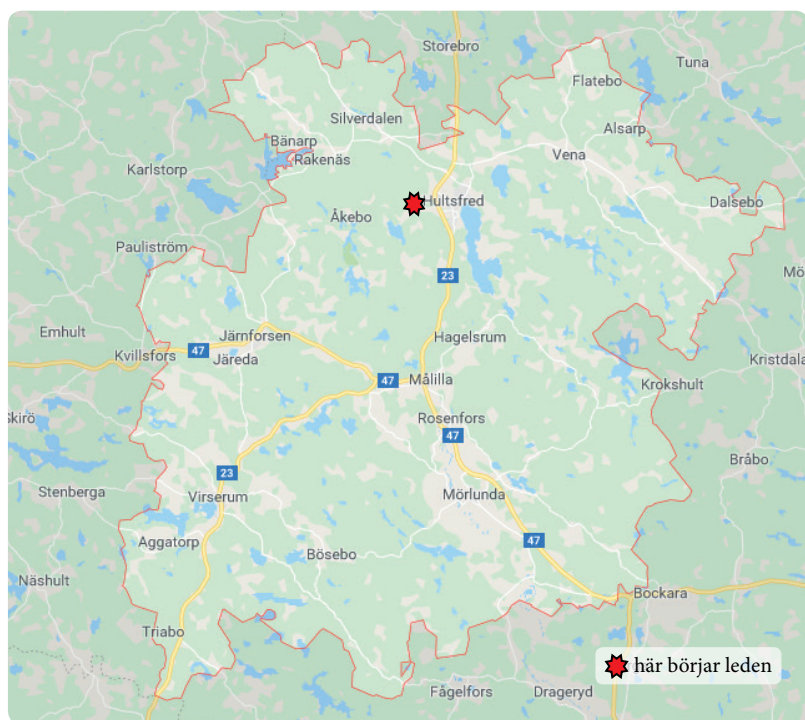 Storebro
Tuna
Flatebo
Silverdalen
Alsarp
Bänarp
Rakenäs
Vena
Karlstorp
Hultsfred
Dalsebo
Åkebo
Pauliström
23
Mö
Emhult
Järnforsen
Hagelsrum
47
Kvillsfors
Järeda
Kristdala
47
Målilla
Krokshult
Skirö
Rosenfors
47
Bråbo
23
Stenberga
Virserum
Mörlunda
Aggatorp
47
Bösebo
Näshult
Bockara
Triabo
här börjar leden
Fågelfors
Drageryd